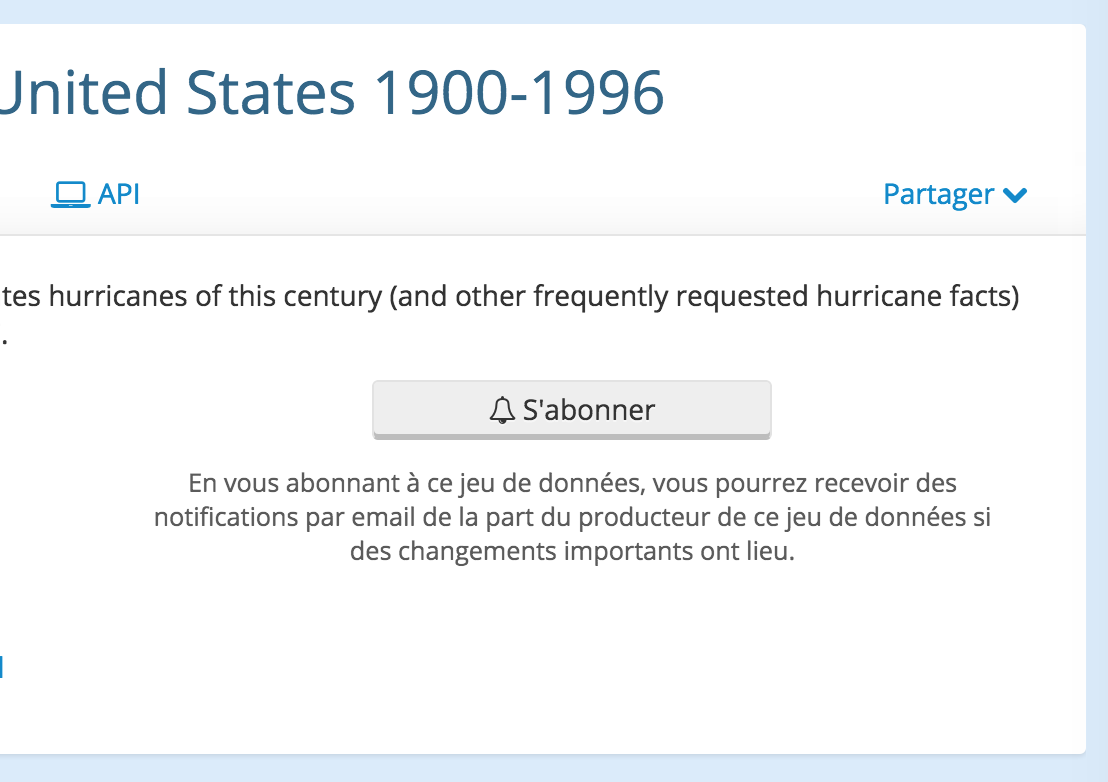 United States 1900-1996
API
Partager
tes hurricanes of this century (and other frequently requested hurricane facts)
.
S'abonner
En vous abonnant à ce jeu de données, vous pourrez recevoir des
notifications par email de la part du producteur de ce jeu de données si
des changements importants ont lieu.